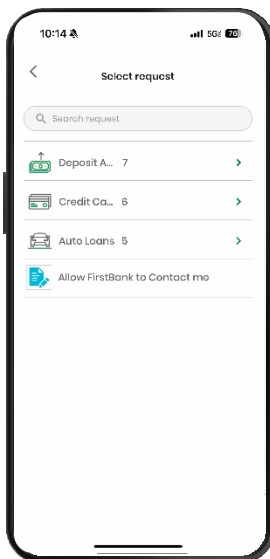 10:14 5G 76
Select request
Search request
Deposit A... 7
Credit Ca... 6
Auto Loans 5
Allow FirstBank to Contact me